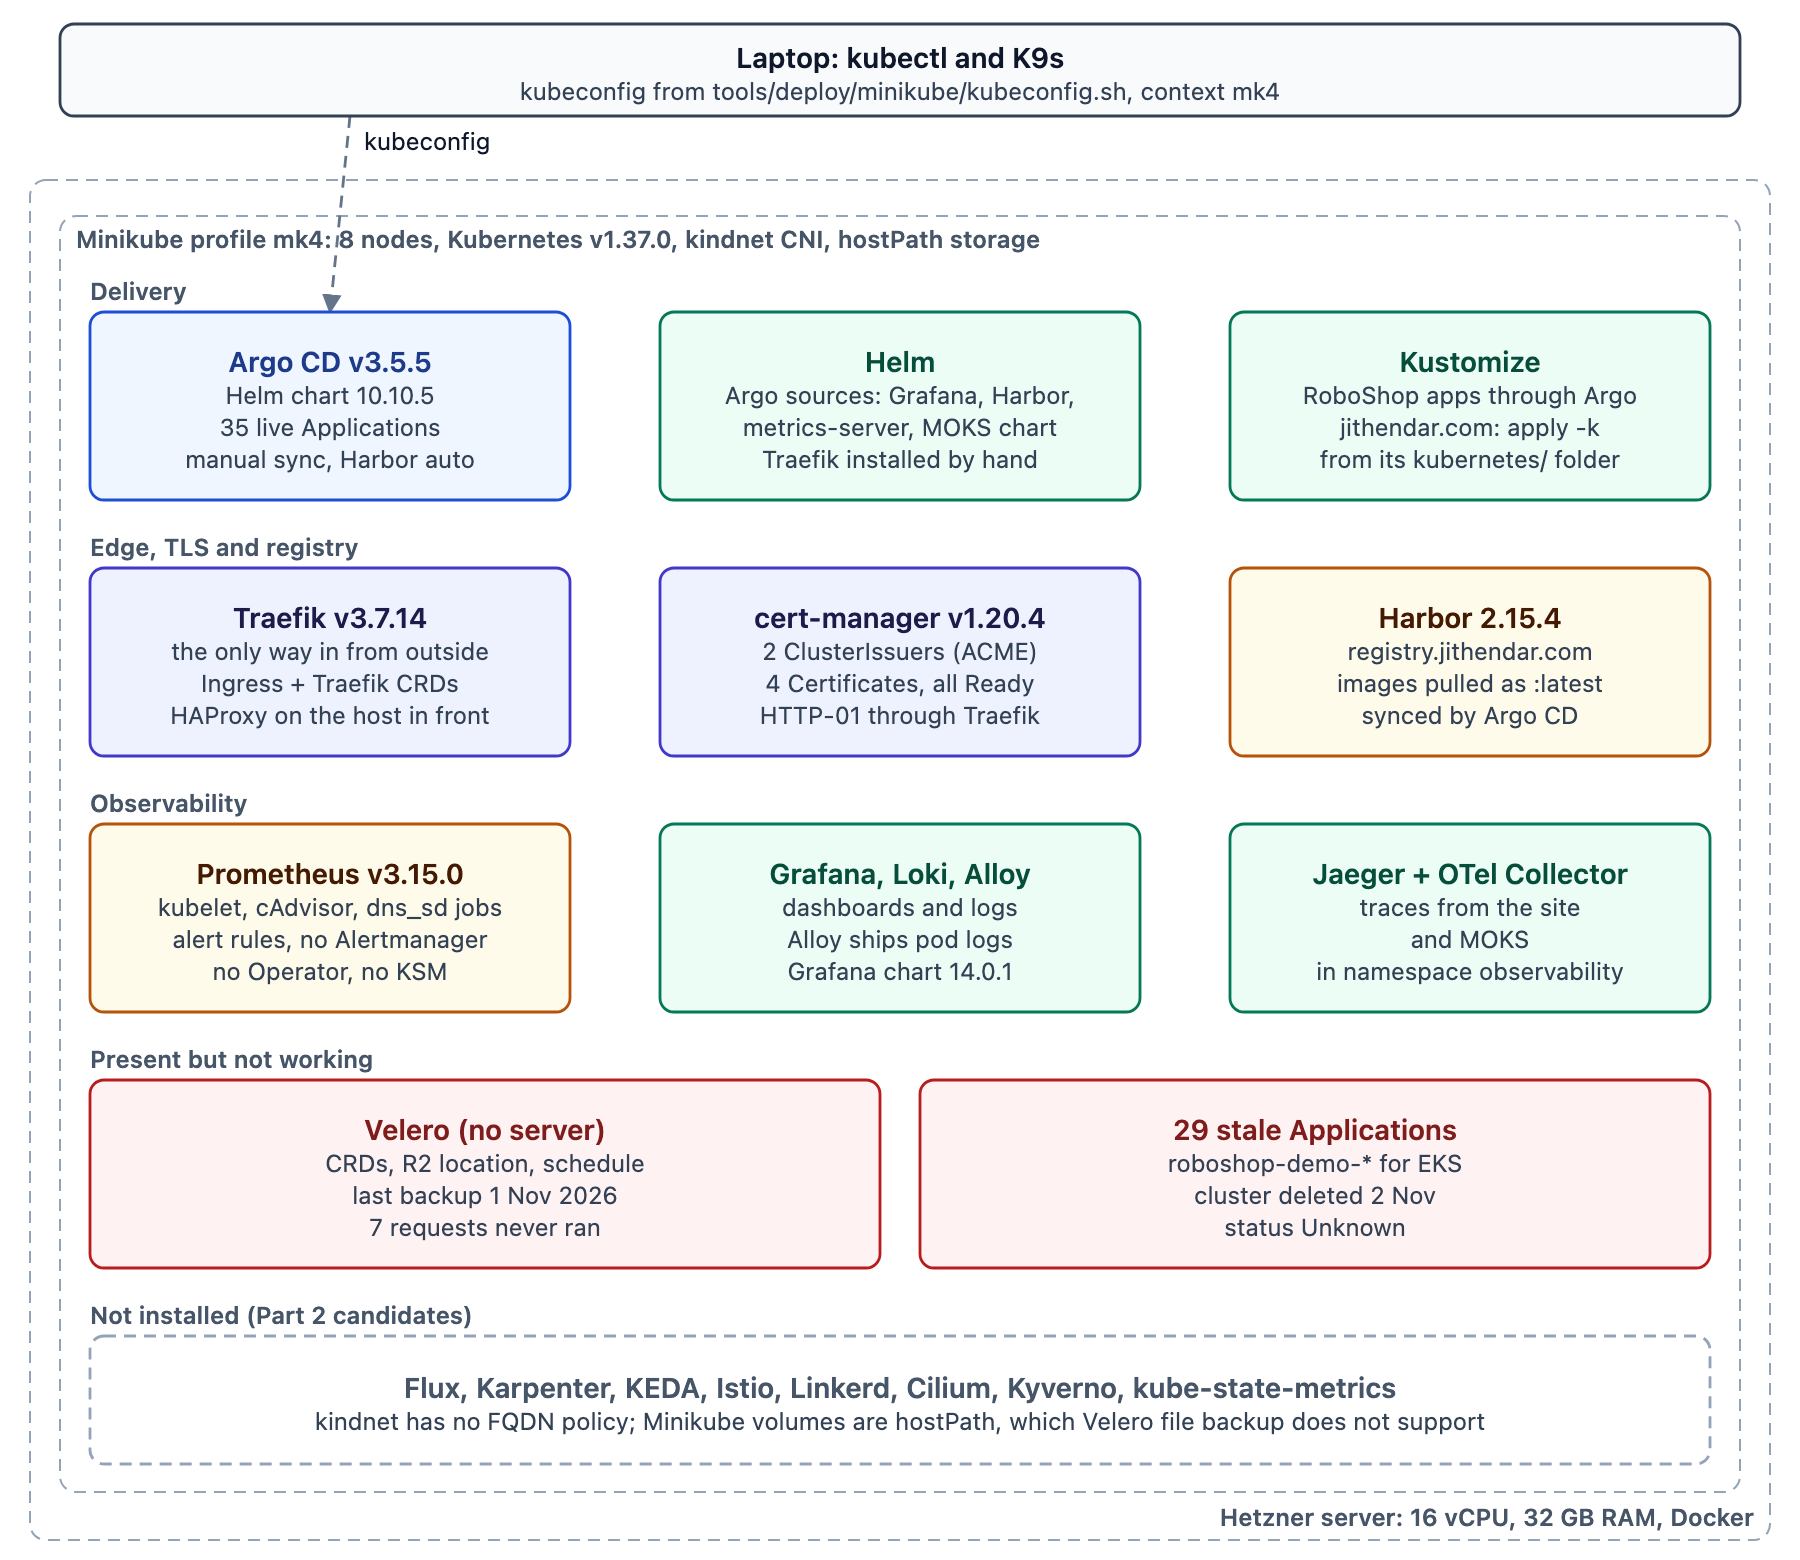 Laptop: kubectl and K9s
kubeconfig from tools/deploy/minikube/kubeconfig.sh, context mk4
kubeconfig
Minikube profile mk4: 8 nodes, Kubernetes v1.37.0, kindnet CNI, hostPath storage
Delivery
Argo CD v3.5.5
Helm chart 10.10.5
35 live Applications
manual sync, Harbor auto
Helm
Argo sources: Grafana, Harbor,
metrics-server, MOKS chart
Traefik installed by hand
Kustomize
RoboShop apps through Argo
jithendar.com: apply -k
from its kubernetes/ folder
Edge, TLS and registry
Traefik v3.7.14
the only way in from outside
Ingress + Traefik CRDs
HAProxy on the host in front
cert-manager v1.20.4
2 ClusterIssuers (ACME)
4 Certificates, all Ready
HTTP-01 through Traefik
Harbor 2.15.4
registry.jithendar.com
images pulled as :latest
synced by Argo CD
Observability
Prometheus v3.15.0
kubelet, cAdvisor, dns_sd jobs
alert rules, no Alertmanager
no Operator, no KSM
Grafana, Loki, Alloy
dashboards and logs
Alloy ships pod logs
Grafana chart 14.0.1
Jaeger + OTel Collector
traces from the site
and MOKS
in namespace observability
Present but not working
Velero (no server)
CRDs, R2 location, schedule
last backup 1 Nov 2026
7 requests never ran
29 stale Applications
roboshop-demo-* for EKS
cluster deleted 2 Nov
status Unknown
Not installed (Part 2 candidates)
Flux, Karpenter, KEDA, Istio, Linkerd, Cilium, Kyverno, kube-state-metrics
kindnet has no FQDN policy; Minikube volumes are hostPath, which Velero file backup does not support
Hetzner server: 16 vCPU, 32 GB RAM, Docker